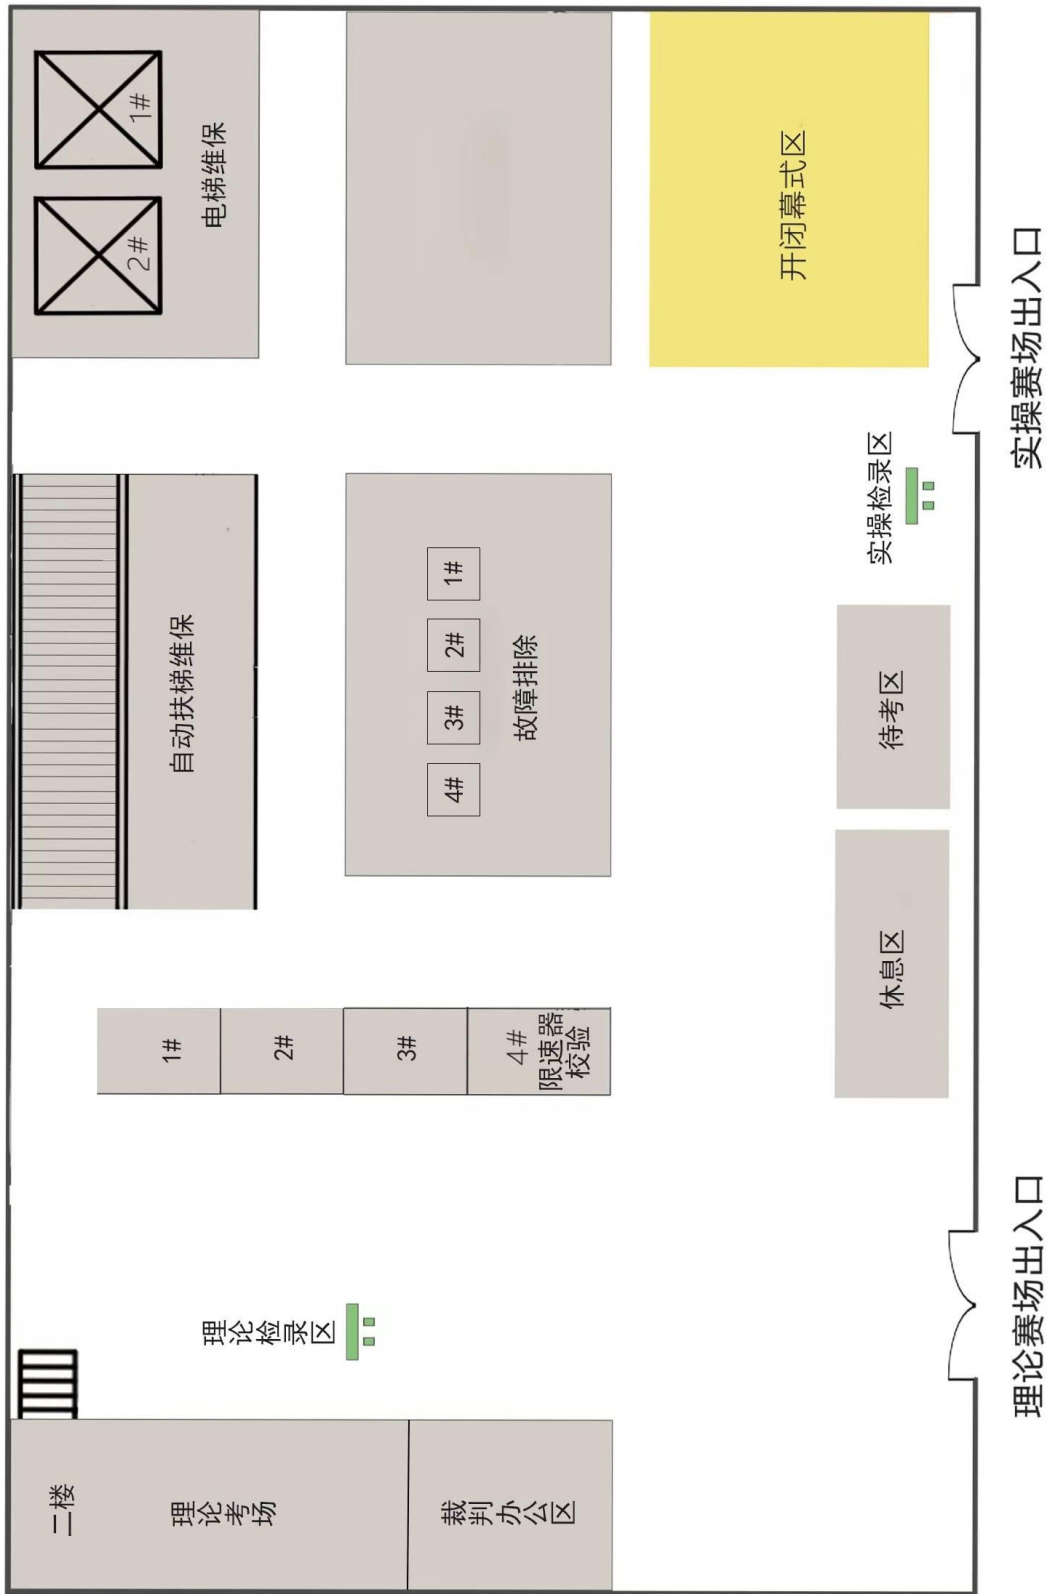 二楼
理论考场
裁判办公区
理论检录区
1#
2#
3#
4#
限速器
校验
自动扶梯维保
4#
3#
2#
1#
故障排除
2#
1#
电梯维保
开闭幕式区
休息区
待考区
实操检录区
理论赛场出入口
实操赛场出入口